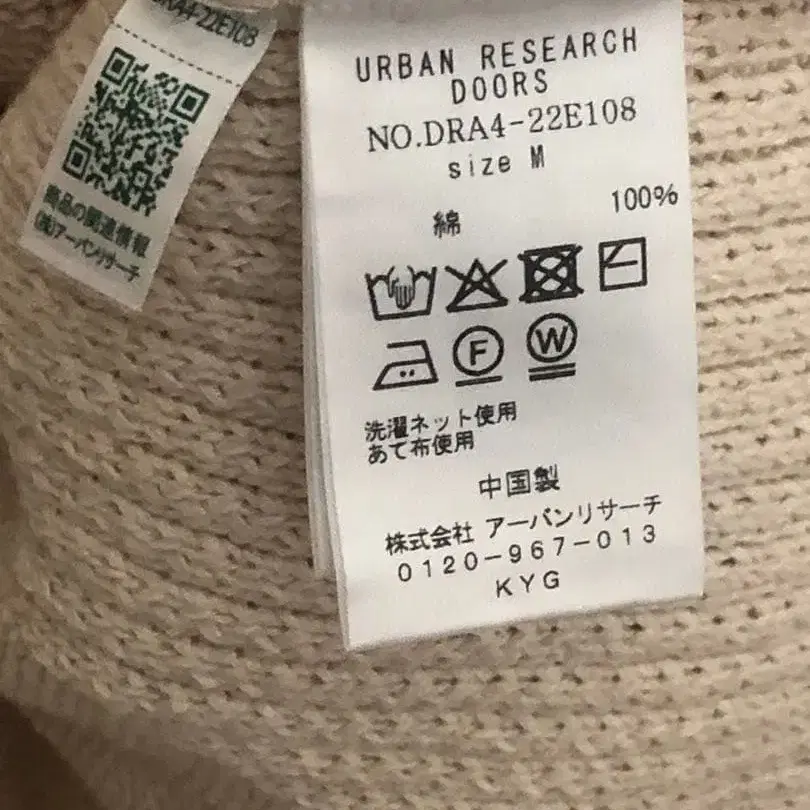 DRA4-22E108
商品の関連情報
(株)アーバンリサーチ
URBAN RESEARCH
DOORS
NO.DRA4-22E108
size M
綿 100%
F W
洗濯ネット使用
あて布使用
中国製
株式会社 アーバンリサーチ
0120-967-013
KYG